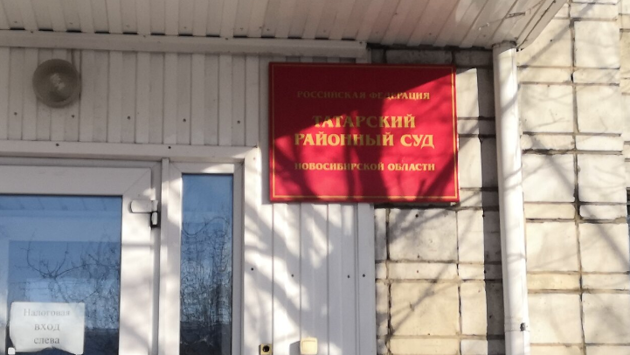 РОССИЙСКАЯ ФЕДЕРАЦИЯ
ТАТАРСКИЙ
РАЙОННЫЙ СУД
НОВОСИБИРСКОЙ ОБЛАСТИ
Налоговая
вход
слева